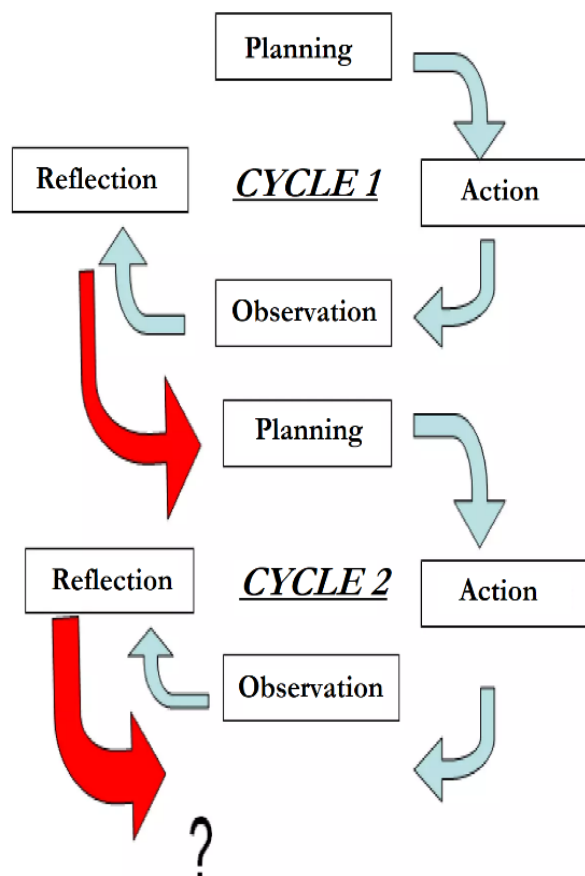 Planning
Reflection
CYCLE 1
Action
Observation
Planning
Reflection
CYCLE 2
Action
Observation
?